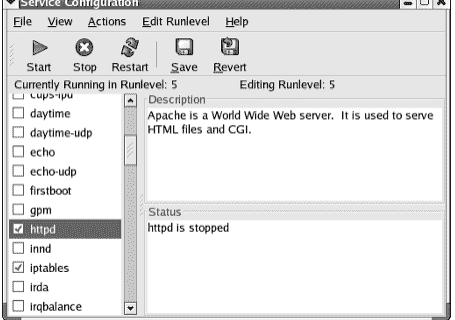 Service Configuration
File View Actions Edit Runlevel Help
Start Stop Restart Save Revert
Currently Running in Runlevel: 5 Editing Runlevel: 5
cups-lpd
daytime
daytime-udp
echo
echo-udp
firstboot
gpm
httpd
innd
iptables
irda
irqbalance
Description
Apache is a World Wide Web server. It is used to serve
HTML files and CGI.
Status
httpd is stopped